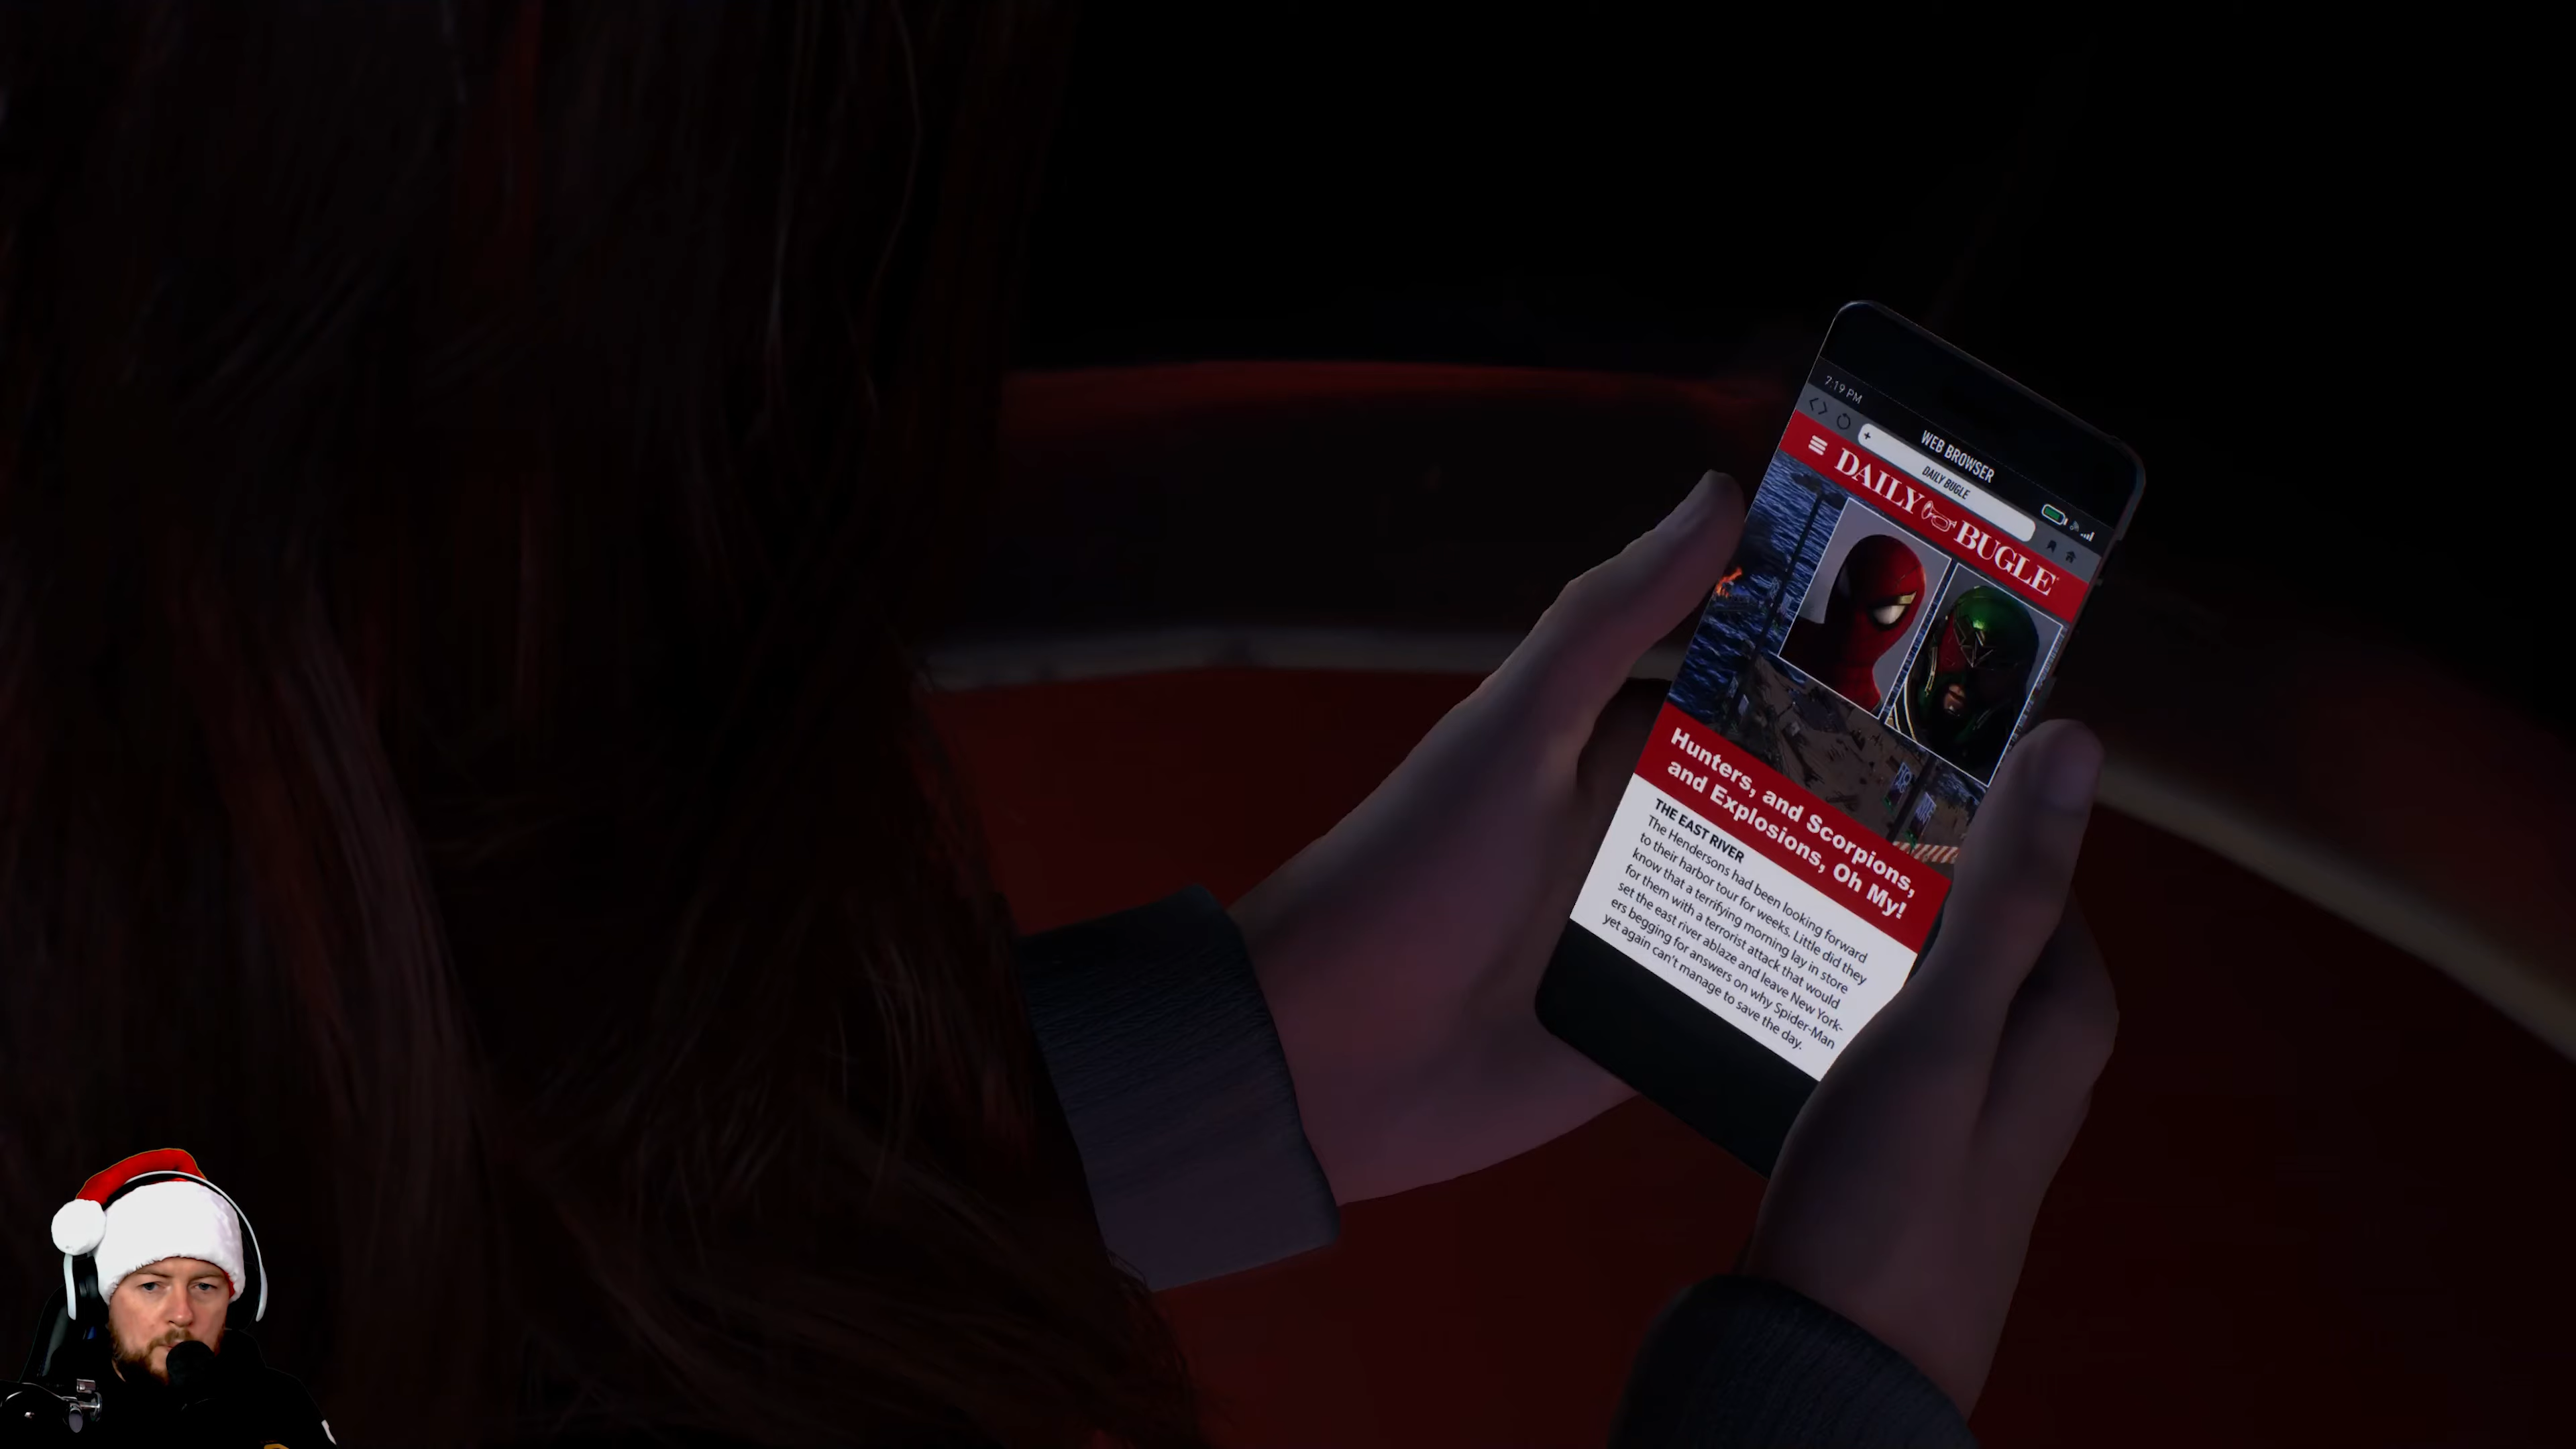 7:19 PM
WEB BROWSER
DAILY BUGLE
DAILY BUGLE
Hunters, and Scorpions,
and Explosions, Oh My!
THE EAST RIVER
The Hendersons had been looking forward
to their harbor tour for weeks. Little did they
know that a terrifying morning lay in store
for them with a terrorist attack that would
set the east river ablaze and leave New York-
ers begging for answers on why Spider-Man
yet again can't manage to save the day.